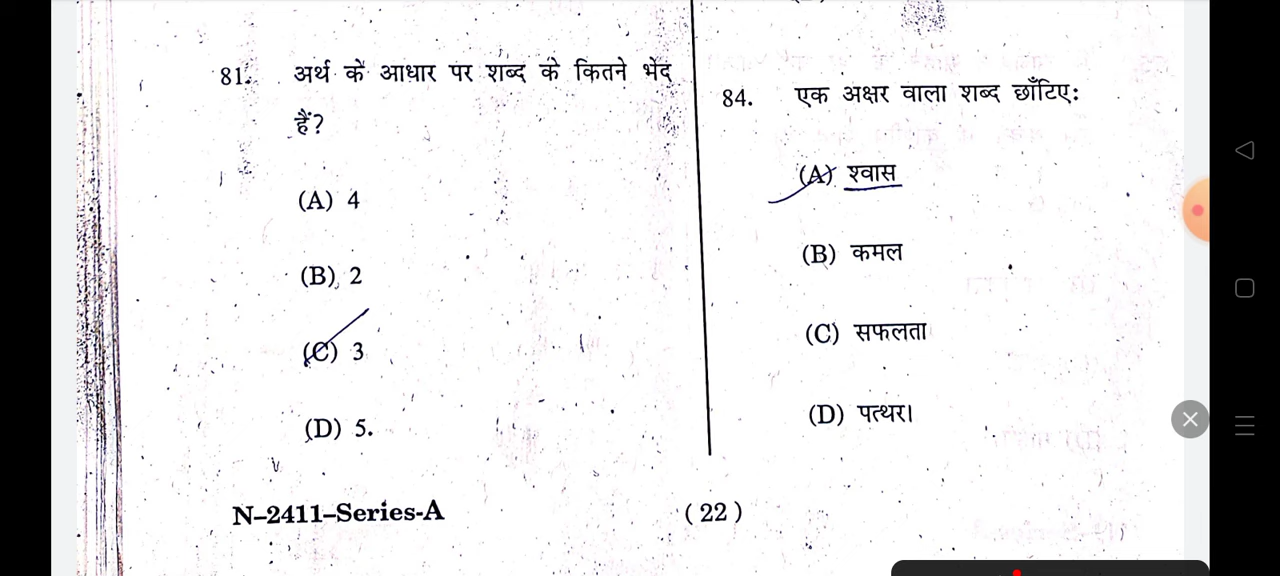 81. अर्थ के आधार पर शब्द के कितने भेद
हैं?
(A) 4
(B) 2
(C) 3
(D) 5.
84. एक अक्षर वाला शब्द छाँटिए:
(A) श्वास
(B) कमल
(C) सफलता
(D) पत्थर।
N–2411–Series-A
( 22 )